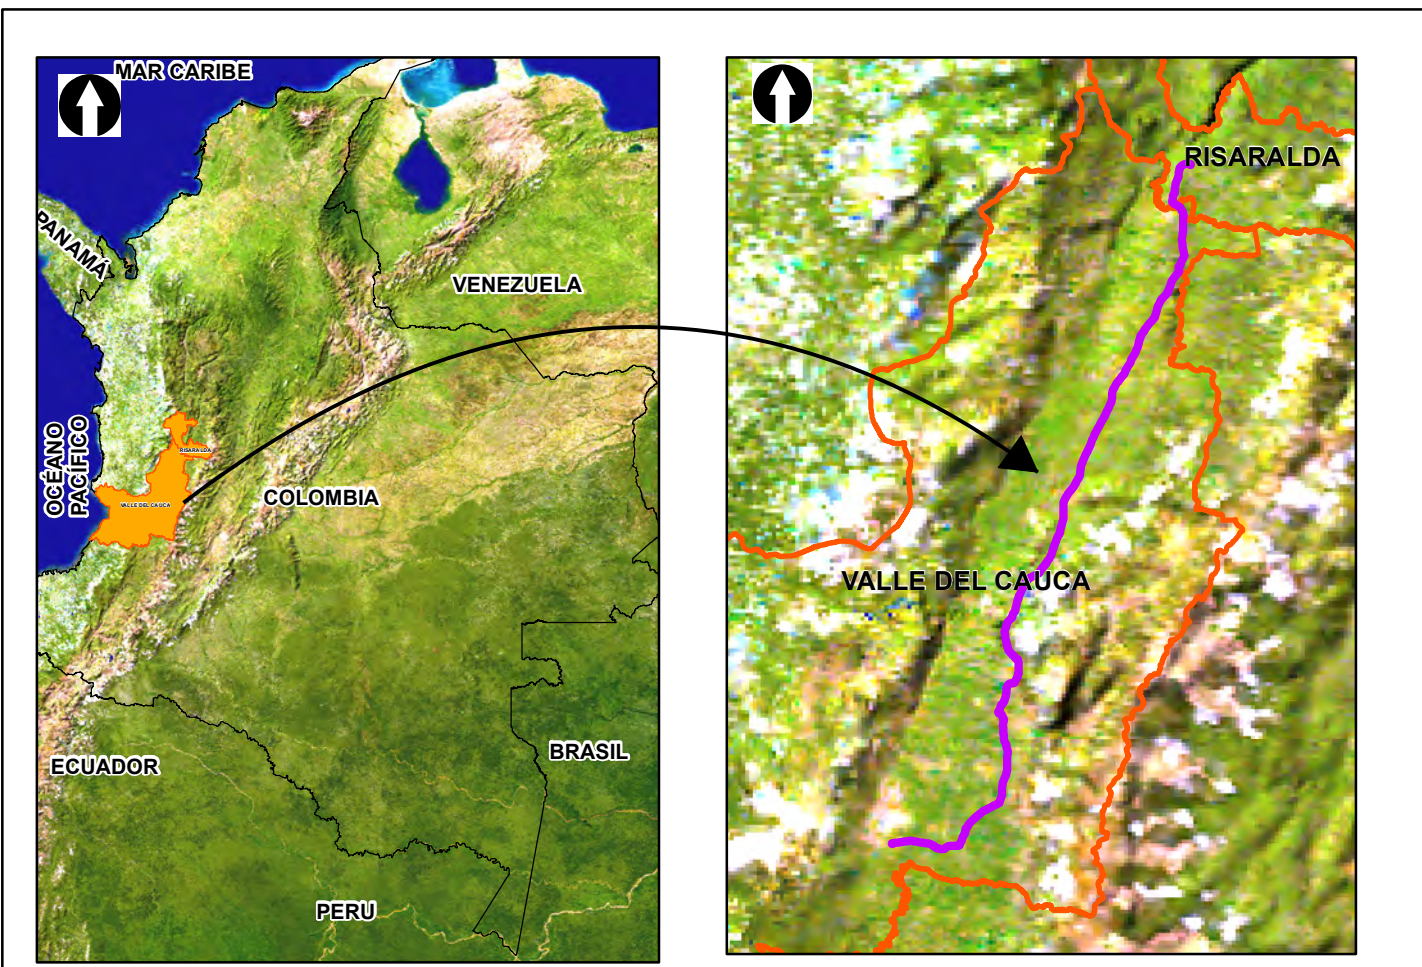 MAR CARIBE
PANAMÁ
VENEZUELA
OCÉANO
PACÍFICO
RISARALDA
VALLE DEL CAUCA
COLOMBIA
ECUADOR
BRASIL
PERU
RISARALDA
VALLE DEL CAUCA